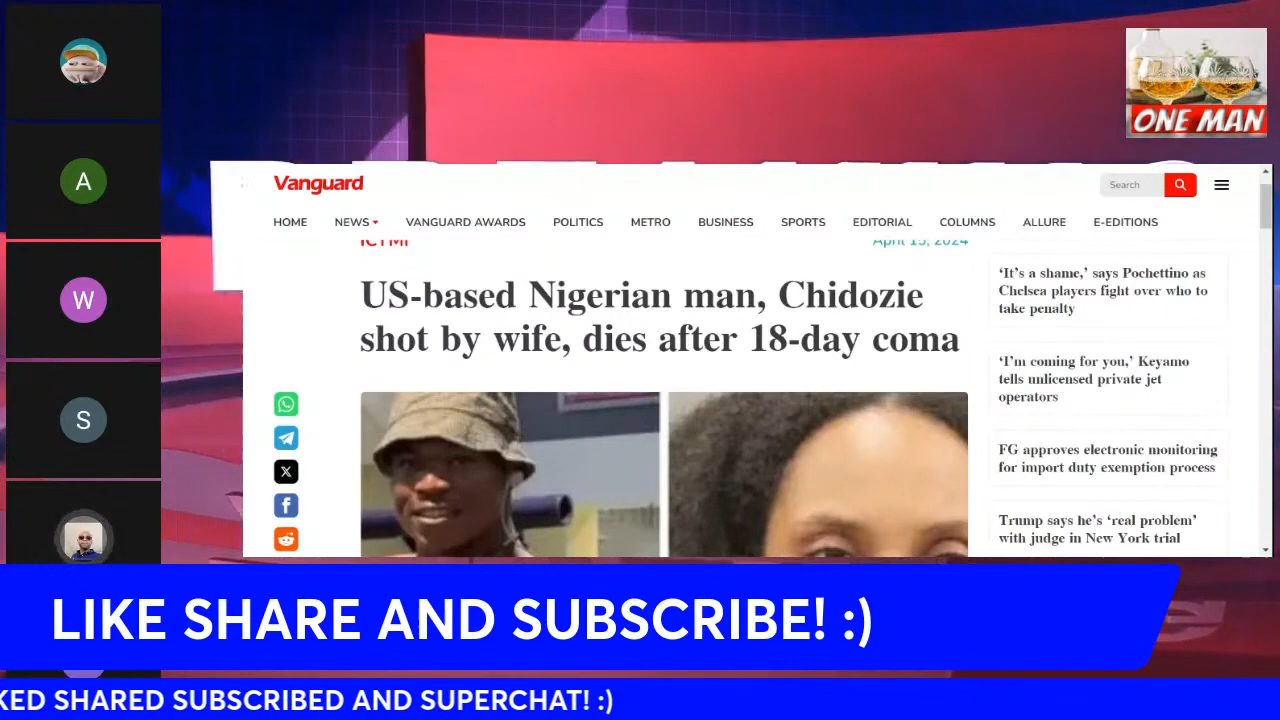 ONE MAN
A
W
S
Vanguard
Search
HOME NEWS VANGUARD AWARDS POLITICS METRO BUSINESS SPORTS EDITORIAL COLUMNS ALLURE E-EDITIONS
April 15, 2024
US-based Nigerian man, Chidozie
shot by wife, dies after 18-day coma
‘It’s a shame,’ says Pochettino as
Chelsea players fight over who to
take penalty
‘I’m coming for you,’ Keyamo
tells unlicensed private jet
operators
FG approves electronic monitoring
for import duty exemption process
Trump says he’s ‘real problem’
with judge in New York trial
LIKE SHARE AND SUBSCRIBE! :)
KED SHARED SUBSCRIBED AND SUPERCHAT! :)